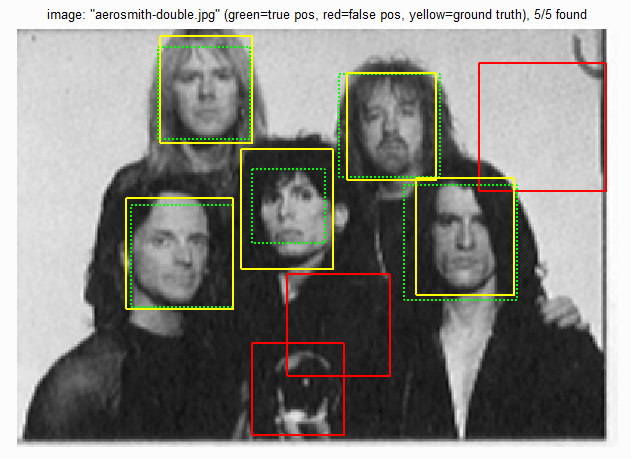 image: "aerosmith-double.jpg" (green=true pos, red=false pos, yellow=ground truth), 5/5 found